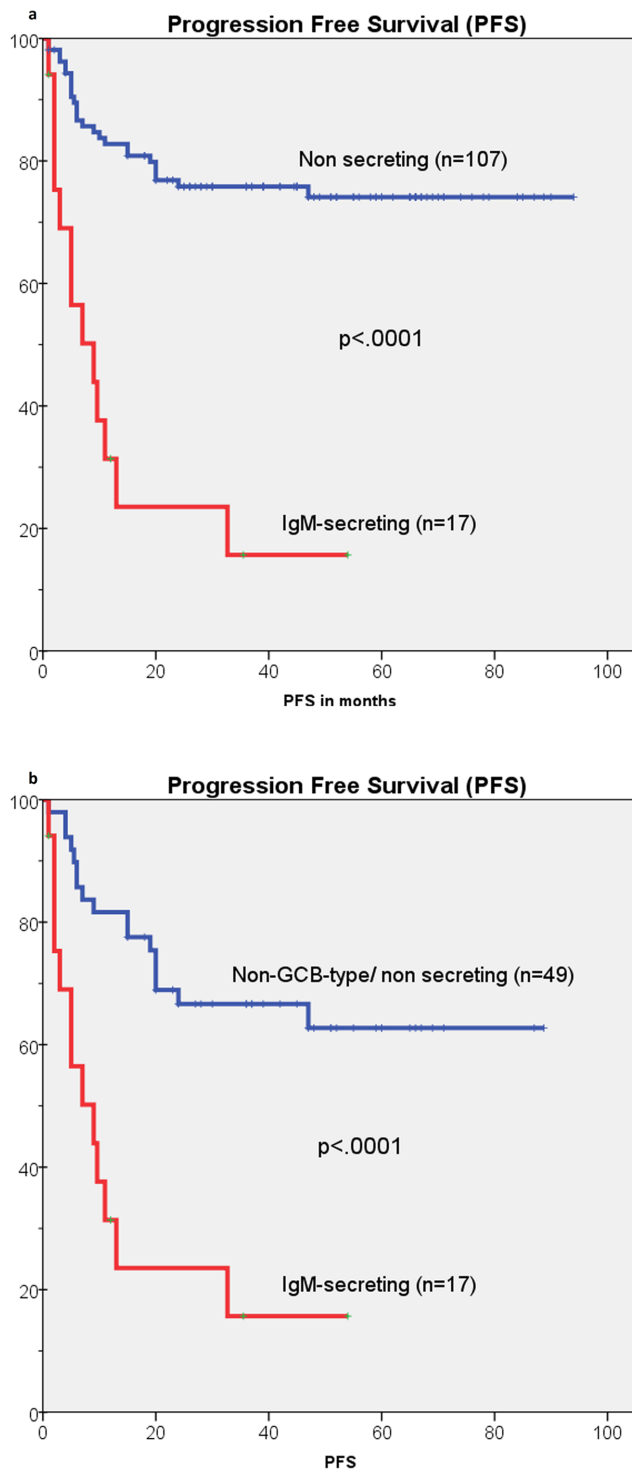 a
Progression Free Survival (PFS)
100
80
60
40
20
0
Non secreting (n=107)
p<.0001
IgM-secreting (n=17)
0 20 40 60 80 100
PFS in months
b
Progression Free Survival (PFS)
100
80
60
40
20
0
Non-GCB-type/ non secreting (n=49)
p<.0001
IgM-secreting (n=17)
0 20 40 60 80 100
PFS